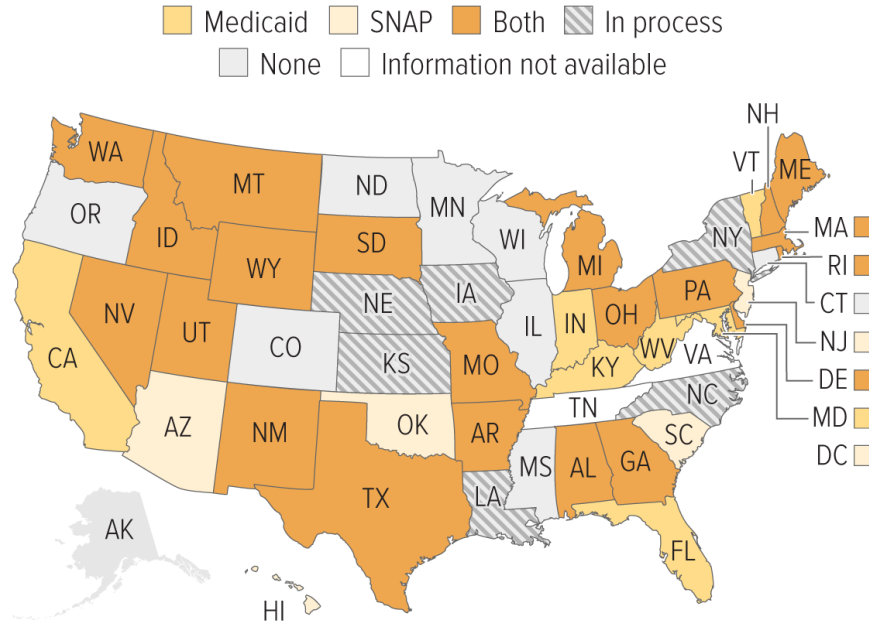 Medicaid SNAP Both In process
None Information not available
NH
WA
VT
ME
MT
ND
MN
OR
MA
ID
SD
WI
NY
RI
WY
MI
CT
NE
IA
PA
NV
OH
NJ
UT
IL
IN
CA
CO
WV
VA
KS
MO
KY
DE
NC
TN
MD
AZ
OK
NM
AR
SC
DC
MS
AL
GA
LA
TX
AK
FL
HI